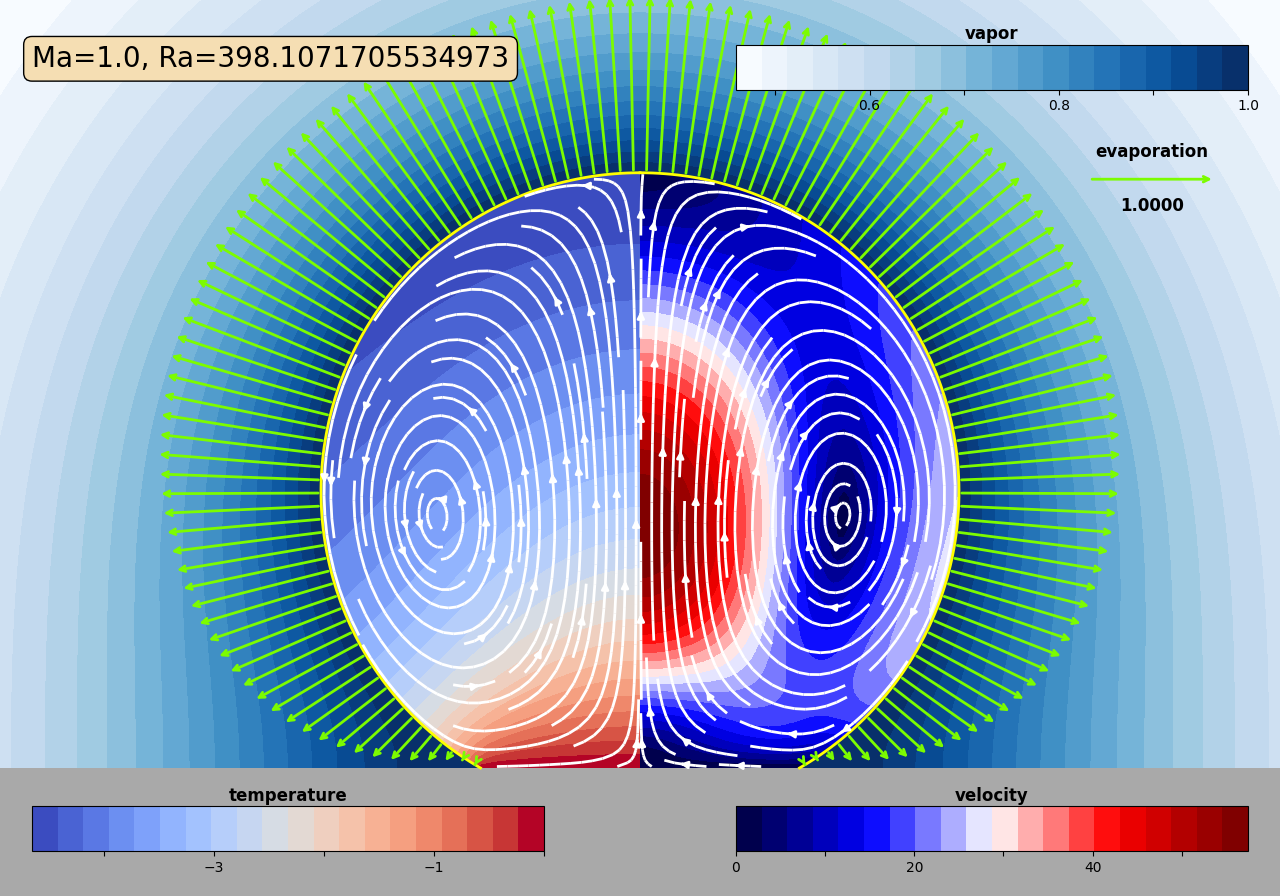 Ma=1.0, Ra=398.1071705534973
vapor
0.6 0.8 1.0
evaporation
1.0000
temperature
−3 −1
velocity
0 20 40